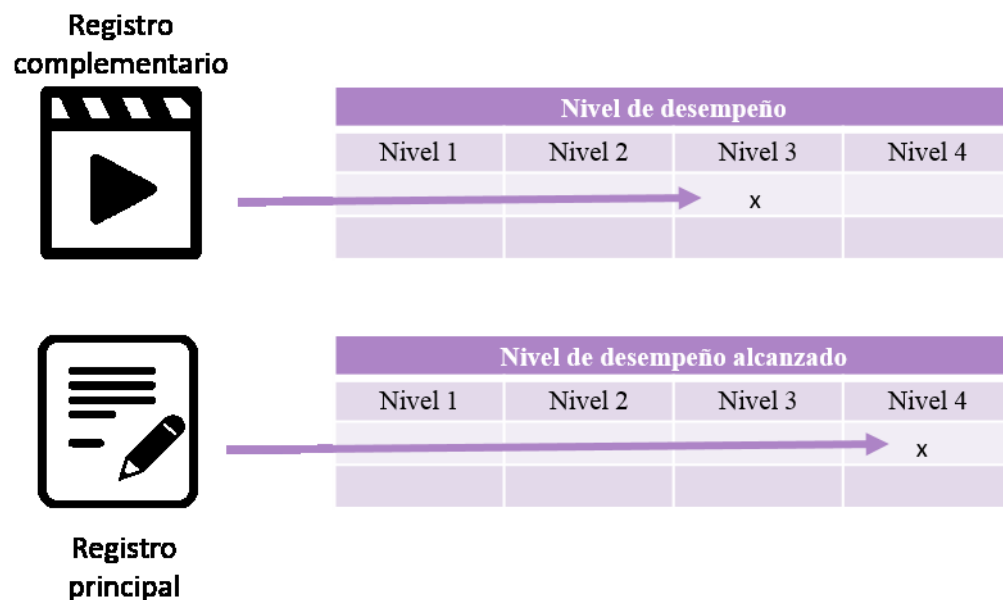 Registro
complementario
Nivel de desempeño
Nivel 1 Nivel 2 Nivel 3 Nivel 4
x
Nivel de desempeño alcanzado
Nivel 1 Nivel 2 Nivel 3 Nivel 4
x
Registro
principal